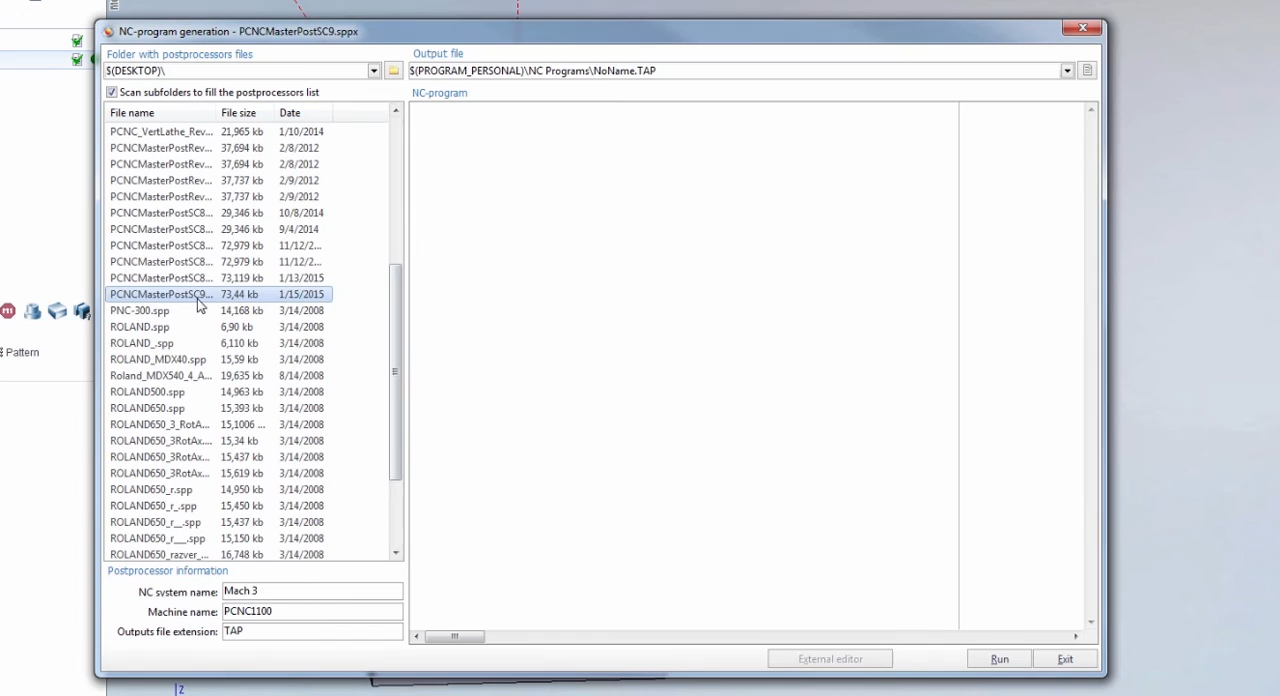 NC-program generation - PCNCMasterPostSC9.sppx
Folder with postprocessors files
Output file
$(DESKTOP)\
$(PROGRAM_PERSONAL)\NC Programs\NoName.TAP
Scan subfolders to fill the postprocessors list
NC-program
File name File size Date
PCNC_VertLathe_Rev... 21,965 kb 1/10/2014
PCNCMasterPostRev... 37,694 kb 2/8/2012
PCNCMasterPostRev... 37,694 kb 2/8/2012
PCNCMasterPostRev... 37,737 kb 2/9/2012
PCNCMasterPostRev... 37,737 kb 2/9/2012
PCNCMasterPostSC8... 29,346 kb 10/8/2014
PCNCMasterPostSC8... 29,346 kb 9/4/2014
PCNCMasterPostSC8... 72,979 kb 11/12/2...
PCNCMasterPostSC8... 72,979 kb 11/12/2...
PCNCMasterPostSC8... 73,119 kb 1/13/2015
PCNCMasterPostSC9... 73,44 kb 1/15/2015
PNC-300.spp 14,168 kb 3/14/2008
ROLAND.spp 6,90 kb 3/14/2008
ROLAND_.spp 6,110 kb 3/14/2008
ROLAND_MDX40.spp 15,59 kb 3/14/2008
Roland_MDX540_4_A... 19,635 kb 8/14/2008
ROLAND500.spp 14,963 kb 3/14/2008
ROLAND650.spp 15,393 kb 3/14/2008
ROLAND650_3_RotA... 15,1006 ... 3/14/2008
ROLAND650_3RotAx.... 15,34 kb 3/14/2008
ROLAND650_3RotAx... 15,437 kb 3/14/2008
ROLAND650_3RotAx... 15,619 kb 3/14/2008
ROLAND650_r.spp 14,950 kb 3/14/2008
ROLAND650_r_.spp 15,450 kb 3/14/2008
ROLAND650_r__.spp 15,437 kb 3/14/2008
ROLAND650_r___.spp 15,150 kb 3/14/2008
ROLAND650_razver_... 16,748 kb 3/14/2008
Postprocessor information
NC system name: Mach 3
Machine name: PCNC1100
Outputs file extension: TAP
External editor
Run
Exit
M1
Pattern
Z